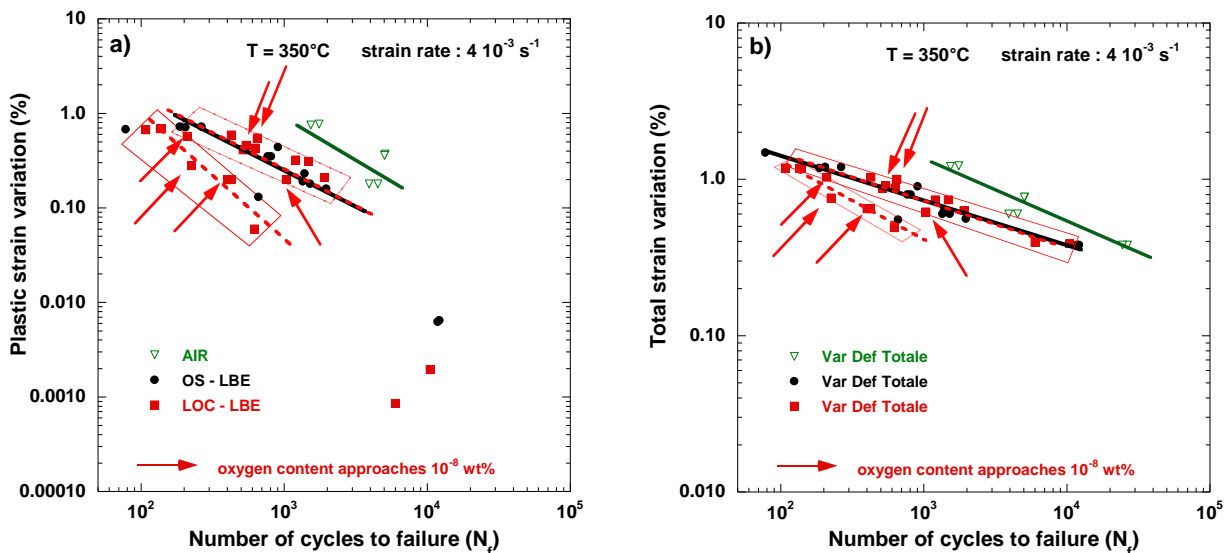 a)
T = 350°C strain rate : 4 10⁻³ s⁻¹
Plastic strain variation (%)
10
1.0
0.10
0.010
0.0010
0.00010
AIR
OS - LBE
LOC - LBE
oxygen content approaches 10⁻⁸ wt%
10² 10³ 10⁴ 10⁵
Number of cycles to failure (N_f)
b)
T = 350°C strain rate : 4 10⁻³ s⁻¹
Total strain variation (%)
10
1.0
0.10
0.010
Var Def Totale
Var Def Totale
Var Def Totale
oxygen content approaches 10⁻⁸ wt%
10² 10³ 10⁴ 10⁵
Number of cycles to failure (N_f)